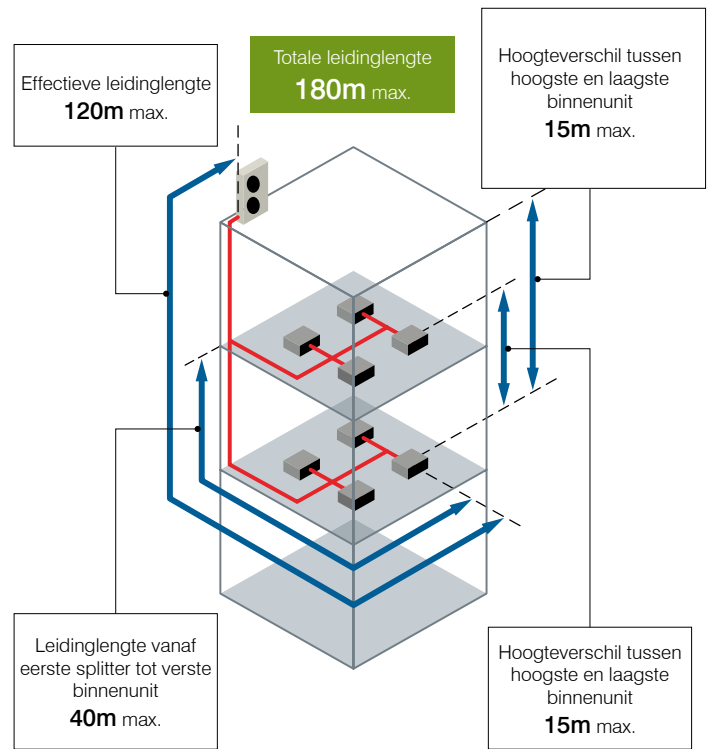 Effectieve leidinglengte
120m max.
Totale leidinglengte
180m max.
Hoogteverschil tussen
hoogste en laagste
binnenunit
15m max.
Leidinglengte vanaf
eerste splitter tot verste
binnenunit
40m max.
Hoogteverschil tussen
hoogste en laagste
binnenunit
15m max.